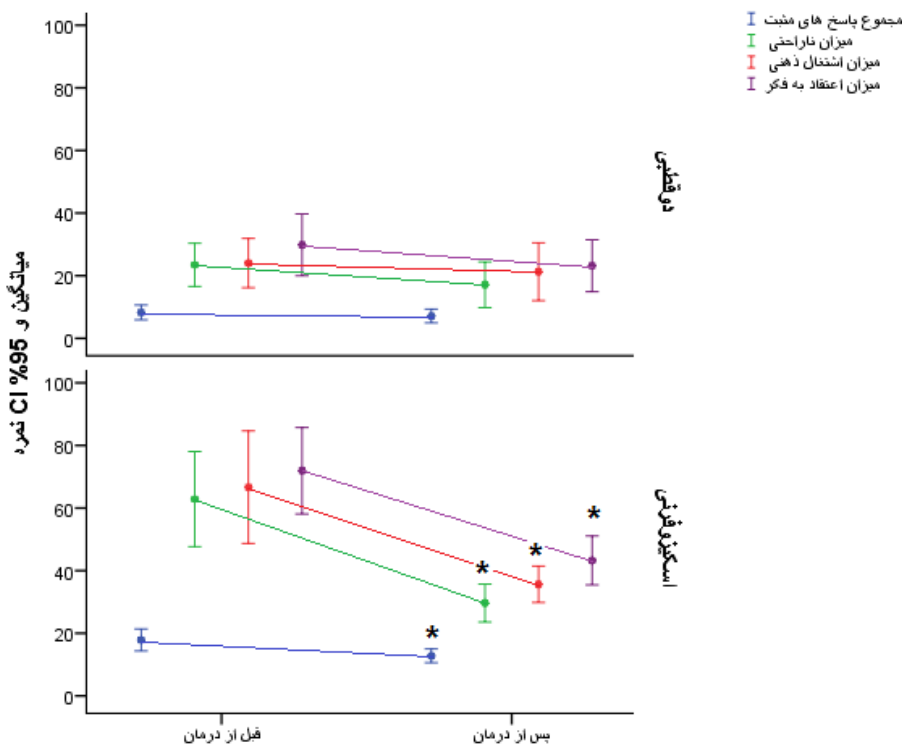 مجموع پاسخ های مثبت
میزان ناراحتی
میزان اشتغال ذهنی
میزان اعتقاد به فکر
100
80
60
40
20
0
دوقطبی
میانگین و 95% CI نمره
100
80
60
40
20
0
* * * *
اسکیزوفرنی
قبل از درمان
پس از درمان